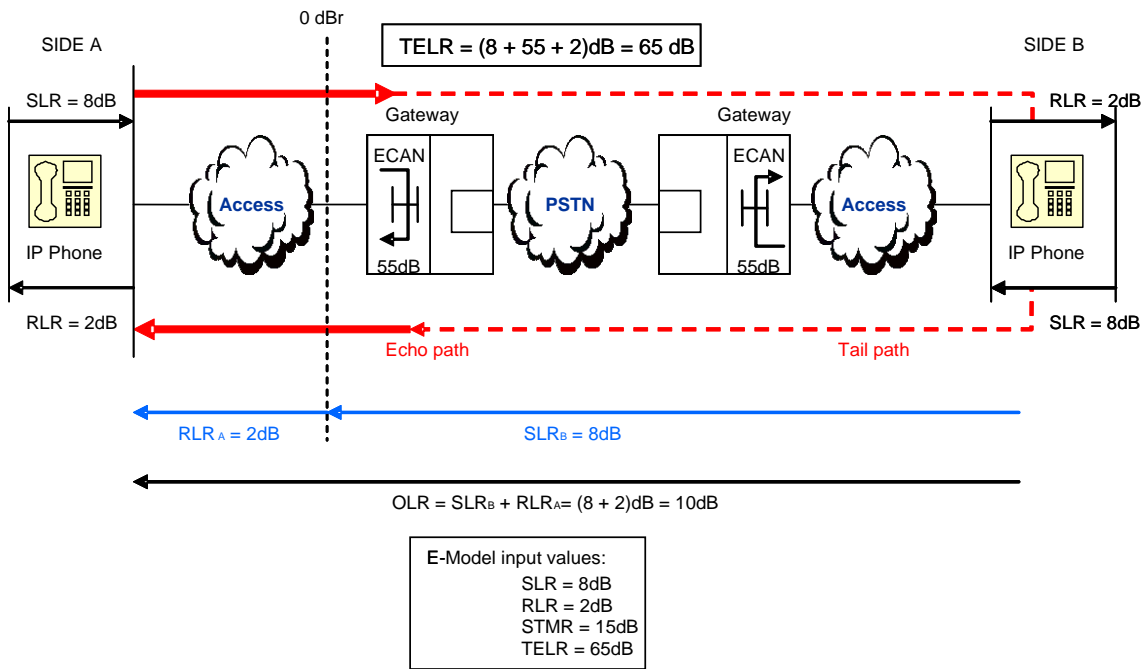 0 dBr
SIDE A
TELR = (8 + 55 + 2)dB = 65 dB
SIDE B
SLR = 8dB
RLR = 2dB
Gateway
Gateway
ECAN
ECAN
Access
PSTN
Access
IP Phone
IP Phone
55dB
55dB
RLR = 2dB
SLR = 8dB
Echo path
Tail path
RLRA = 2dB
SLRB = 8dB
OLR = SLRB + RLRA= (8 + 2)dB = 10dB
E-Model input values:
SLR = 8dB
RLR = 2dB
STMR = 15dB
TELR = 65dB